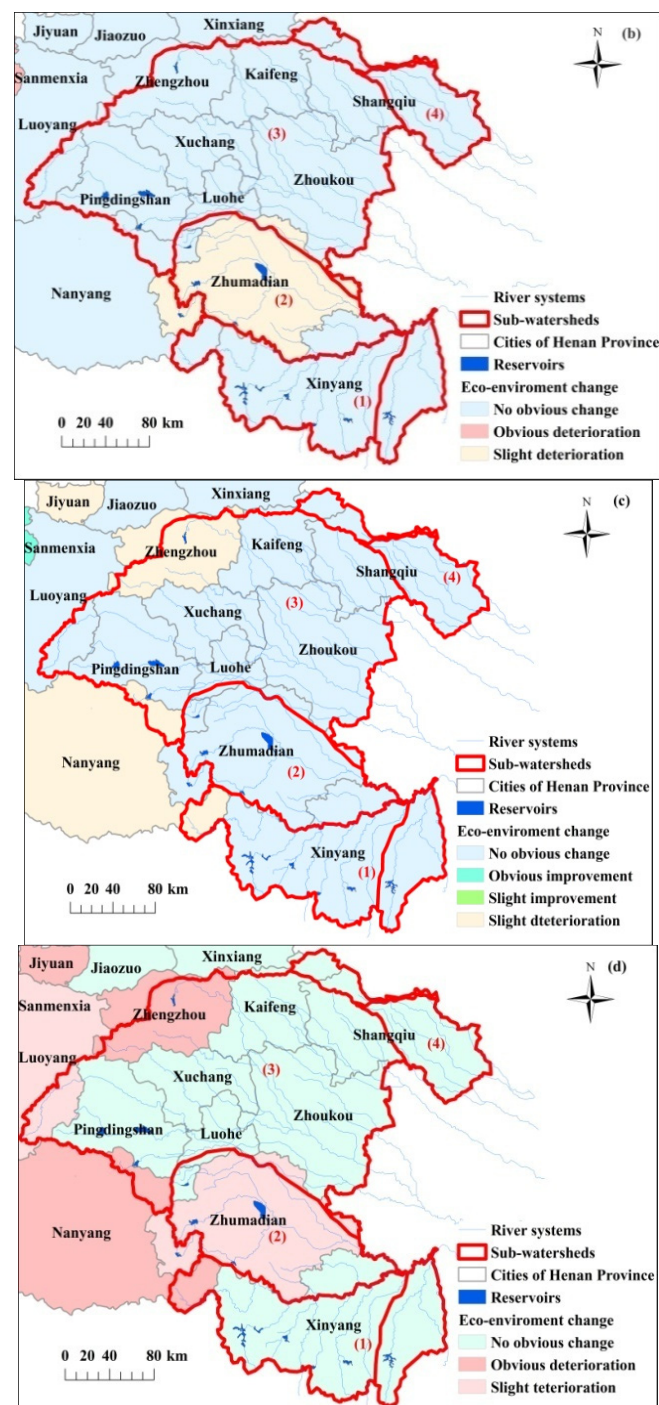 Jiyuan
Jiaozuo
Xinxiang
(b)
N
Sanmenxia
Zhengzhou
Kaifeng
Shangqiu
(4)
Luoyang
(3)
Xuchang
Zhoukou
Pingdingshan
Luohe
Nanyang
Zhumadian
(2)
River systems
Sub-watersheds
Cities of Henan Province
Reservoirs
Eco-enviroment change
No obvious change
Obvious deterioration
Slight deterioration
Xinyang
(1)
0 20 40 80 km
Jiyuan
Jiaozuo
Xinxiang
(c)
N
Sanmenxia
Zhengzhou
Kaifeng
Shangqiu
(4)
Luoyang
(3)
Xuchang
Zhoukou
Pingdingshan
Luohe
Nanyang
Zhumadian
(2)
River systems
Sub-watersheds
Cities of Henan Province
Reservoirs
Eco-enviroment change
No obvious change
Obvious improvement
Slight improvement
Slight dteterioration
Xinyang
(1)
0 20 40 80 km
Jiyuan
Jiaozuo
Xinxiang
(d)
N
Sanmenxia
Zhengzhou
Kaifeng
Shangqiu
(4)
Luoyang
(3)
Xuchang
Zhoukou
Pingdingshan
Luohe
Nanyang
Zhumadian
(2)
River systems
Sub-watersheds
Cities of Henan Province
Reservoirs
Eco-enviroment change
No obvious change
Obvious deterioration
Slight teterioration
Xinyang
(1)
0 20 40 80 km